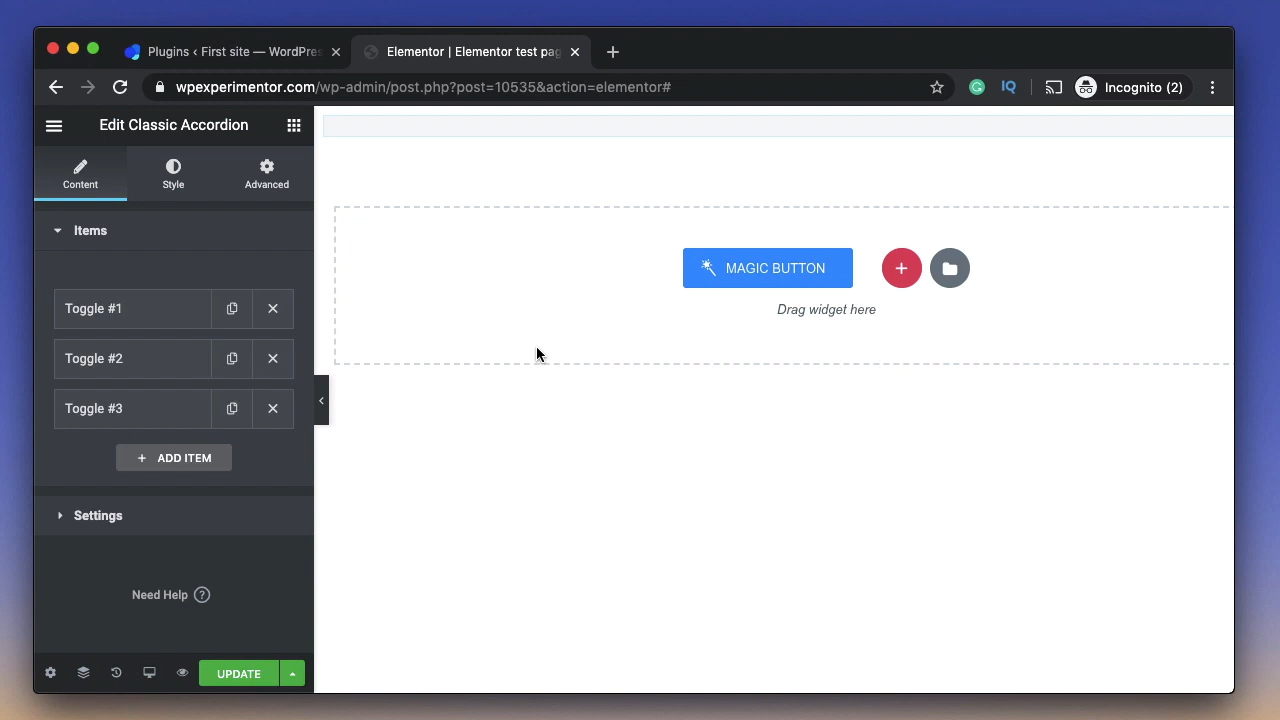 Plugins ‹ First site — WordPres
Elementor | Elementor test pag
wpexperimentor.com/wp-admin/post.php?post=10535&action=elementor#
IQ
Incognito (2)
Edit Classic Accordion
Content
Style
Advanced
Items
Toggle #1
Toggle #2
Toggle #3
ADD ITEM
Settings
Need Help ?
UPDATE
MAGIC BUTTON
Drag widget here